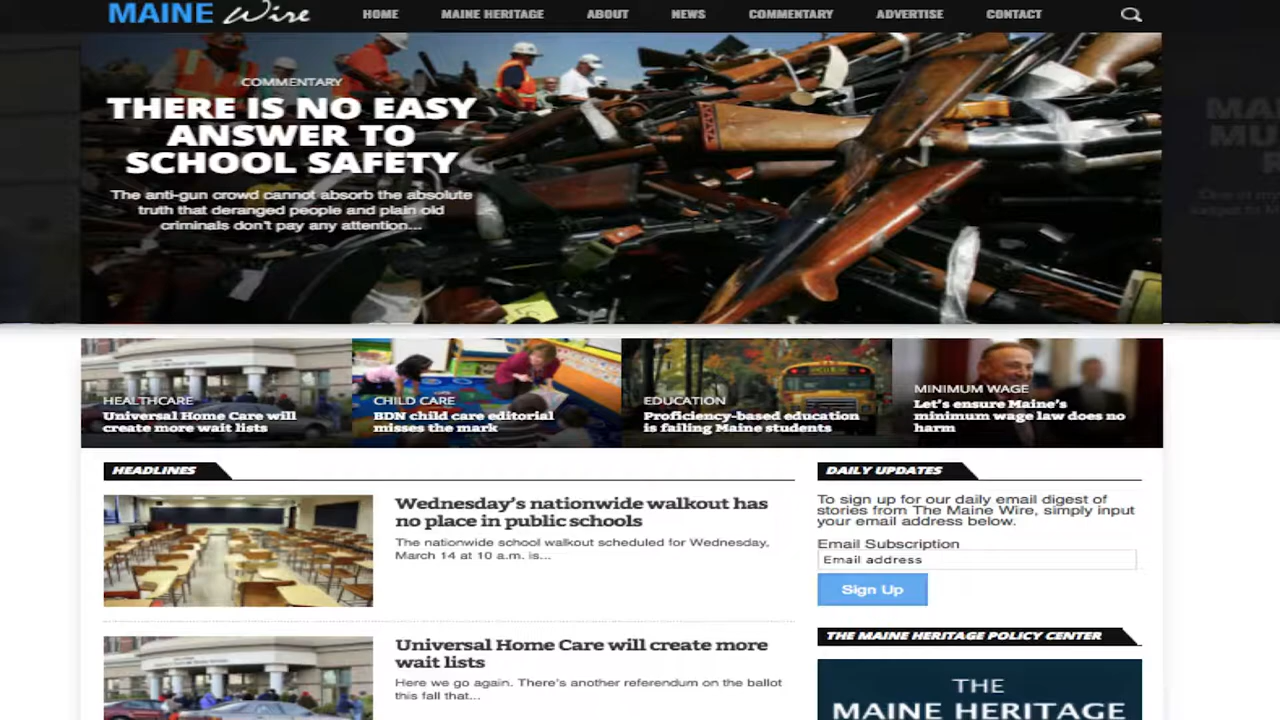 MAINE Wire
HOME MAINE HERITAGE ABOUT NEWS COMMENTARY ADVERTISE CONTACT
COMMENTARY
THERE IS NO EASY
ANSWER TO
SCHOOL SAFETY
The anti-gun crowd cannot absorb the absolute
truth that deranged people and plain old
criminals don't pay any attention...
HEALTHCARE
Universal Home Care will
create more wait lists
CHILD CARE
BDN child care editorial
misses the mark
EDUCATION
Proficiency-based education
is failing Maine students
MINIMUM WAGE
Let's ensure Maine's
minimum wage law does no
harm
HEADLINES
Wednesday's nationwide walkout has
no place in public schools
The nationwide school walkout scheduled for Wednesday,
March 14 at 10 a.m. is...
Universal Home Care will create more
wait lists
Here we go again. There's another referendum on the ballot
this fall that...
DAILY UPDATES
To sign up for our daily email digest of
stories from The Maine Wire, simply input
your email address below.
Email Subscription
Email address
Sign Up
THE MAINE HERITAGE POLICY CENTER
THE
MAINE HERITAGE